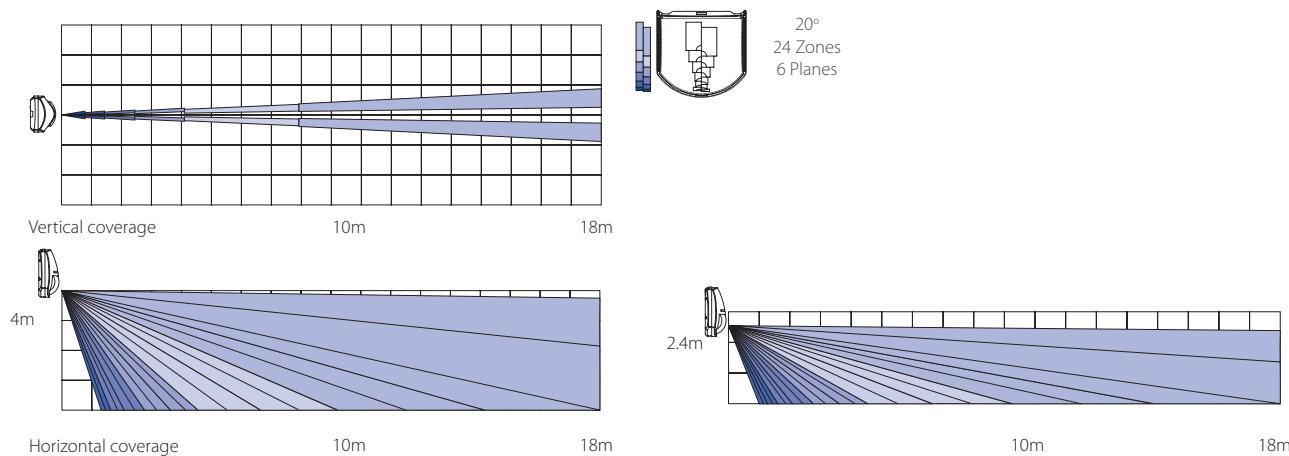 20°
24 Zones
6 Planes
Vertical coverage 10m 18m
4m
2.4m
Horizontal coverage 10m 18m
10m 18m